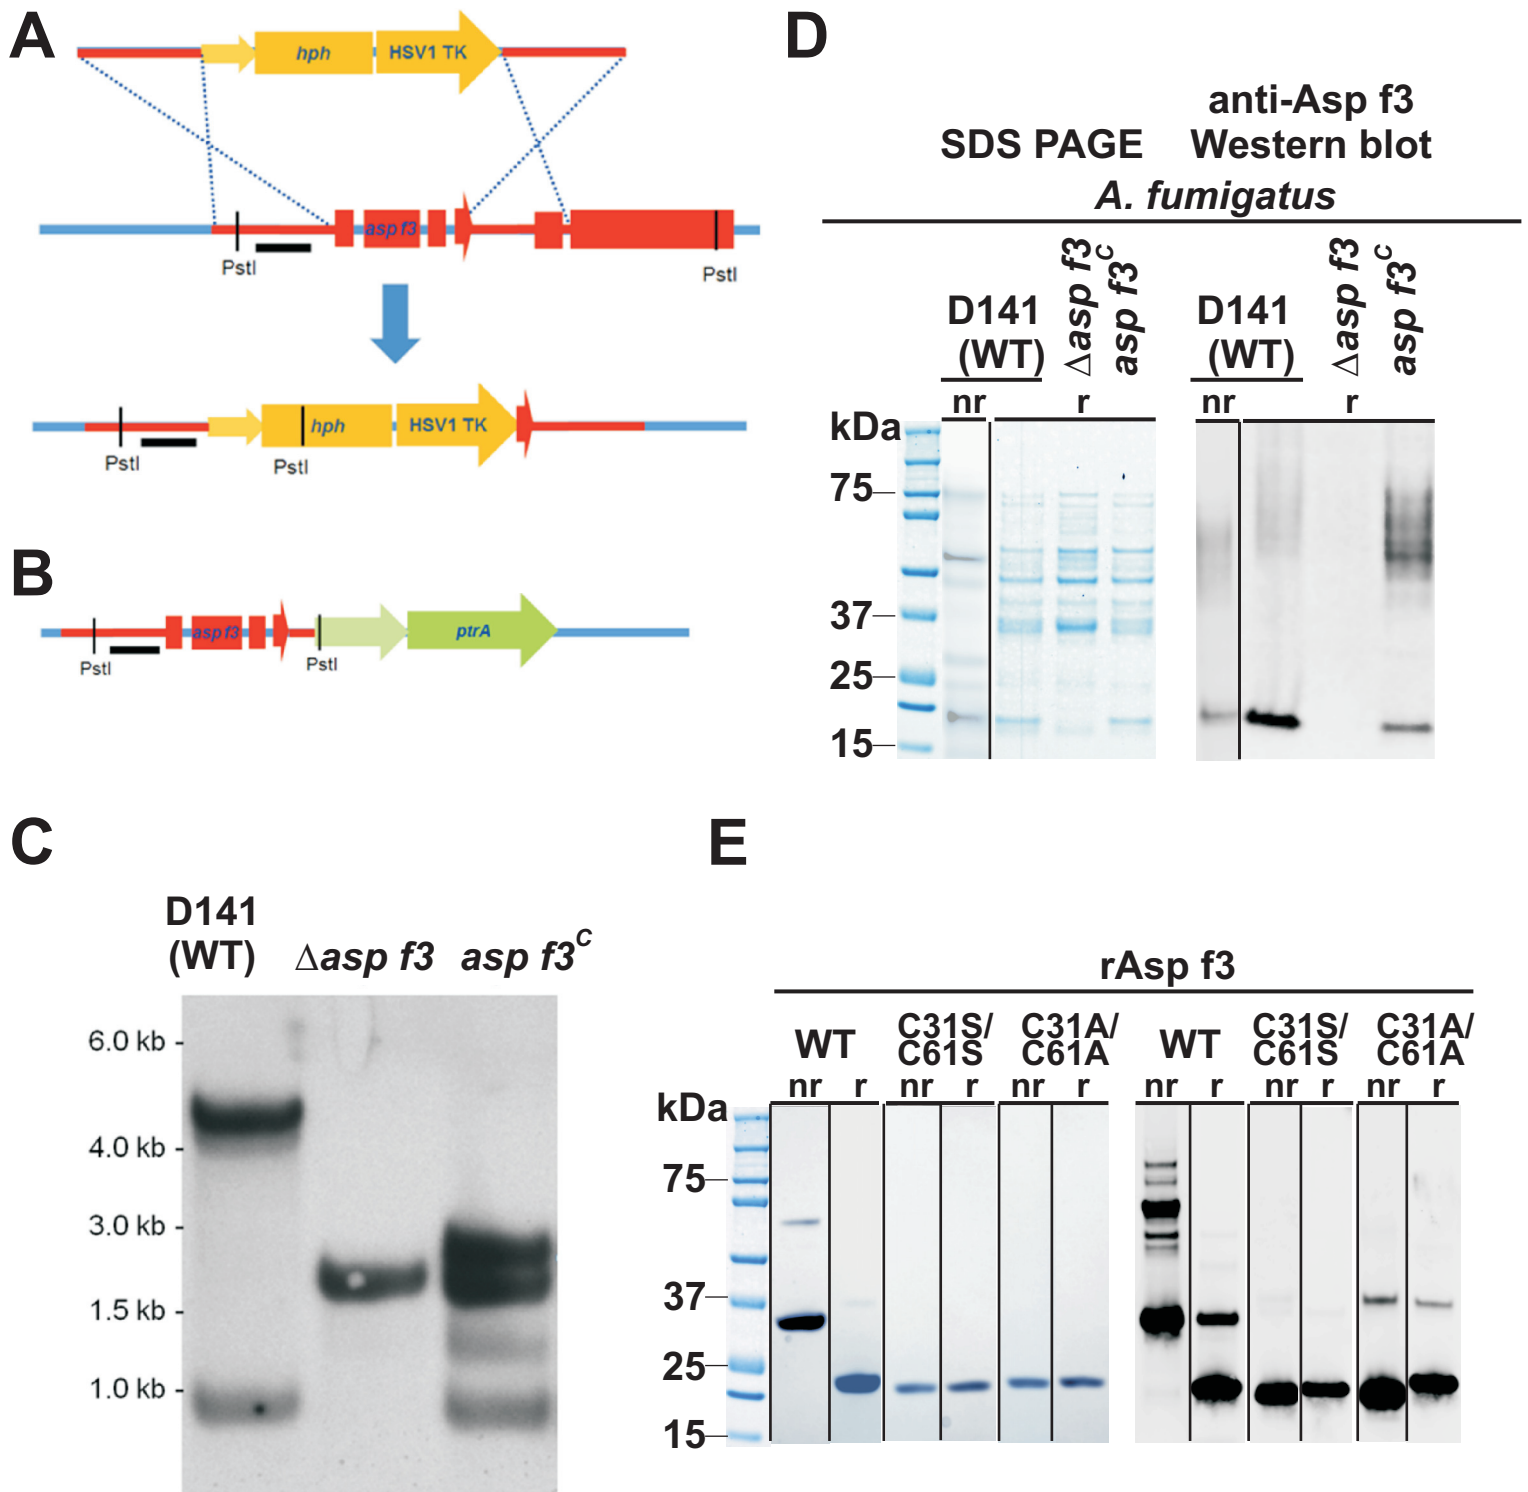 A
hph
HSV1 TK
asp f3
PstI
PstI
hph
HSV1 TK
PstI
PstI
B
asp f3
ptrA
PstI
PstI
C
D141
(WT)
Δasp f3
asp f3C
6.0 kb -
4.0 kb -
3.0 kb -
1.5 kb -
1.0 kb -
D
anti-Asp f3
SDS PAGE Western blot
A. fumigatus
D141
(WT)
Δasp f3
asp f3C
D141
(WT)
Δasp f3
asp f3C
nr
r
nr
r
kDa
75
37
25
15
E
rAsp f3
WT
C31S/
C61S
C31A/
C61A
WT
C31S/
C61S
C31A/
C61A
nr r nr r nr r
nr r nr r nr r
kDa
75
37
25
15